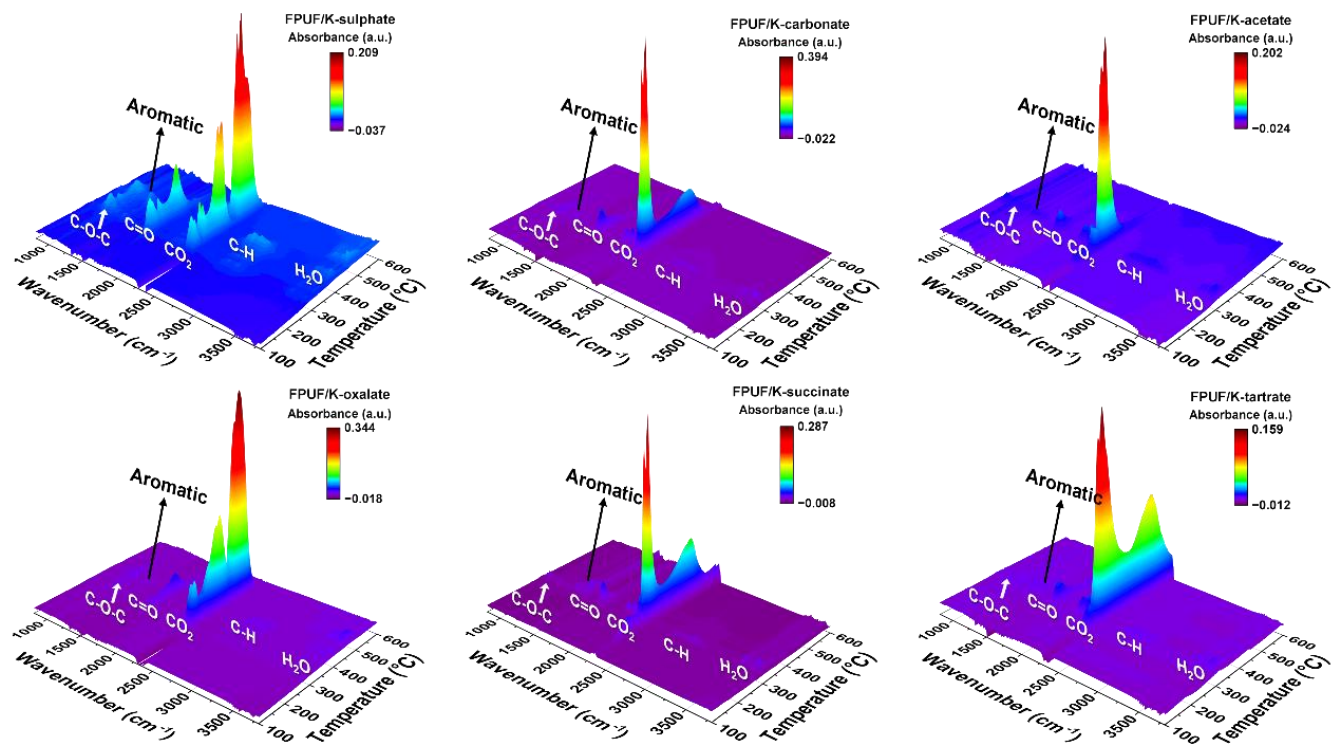 FPUF/K-sulphate
Absorbance (a.u.)
0.209
−0.037
Aromatic
C-O-C
C=O
CO₂
C-H
H₂O
1000
1500
2000
2500
3000
3500
Wavenumber (cm⁻¹)
100
200
300
400
500
600
Temperature (°C)
FPUF/K-carbonate
Absorbance (a.u.)
0.394
−0.022
Aromatic
C-O-C
C=O
CO₂
C-H
H₂O
1000
1500
2000
2500
3000
3500
Wavenumber (cm⁻¹)
100
200
300
400
500
600
Temperature (°C)
FPUF/K-acetate
Absorbance (a.u.)
0.202
−0.024
Aromatic
C-O-C
C=O
CO₂
C-H
H₂O
1000
1500
2000
2500
3000
3500
Wavenumber (cm⁻¹)
100
200
300
400
500
600
Temperature (°C)
FPUF/K-oxalate
Absorbance (a.u.)
0.344
−0.018
Aromatic
C-O-C
C=O
CO₂
C-H
H₂O
1000
1500
2000
2500
3000
3500
Wavenumber (cm⁻¹)
100
200
300
400
500
600
Temperature (°C)
FPUF/K-succinate
Absorbance (a.u.)
0.287
−0.008
Aromatic
C-O-C
C=O
CO₂
C-H
H₂O
1000
1500
2000
2500
3000
3500
Wavenumber (cm⁻¹)
100
200
300
400
500
600
Temperature (°C)
FPUF/K-tartrate
Absorbance (a.u.)
0.159
−0.012
Aromatic
C-O-C
C=O
CO₂
C-H
H₂O
1000
1500
2000
2500
3000
3500
Wavenumber (cm⁻¹)
100
200
300
400
500
600
Temperature (°C)